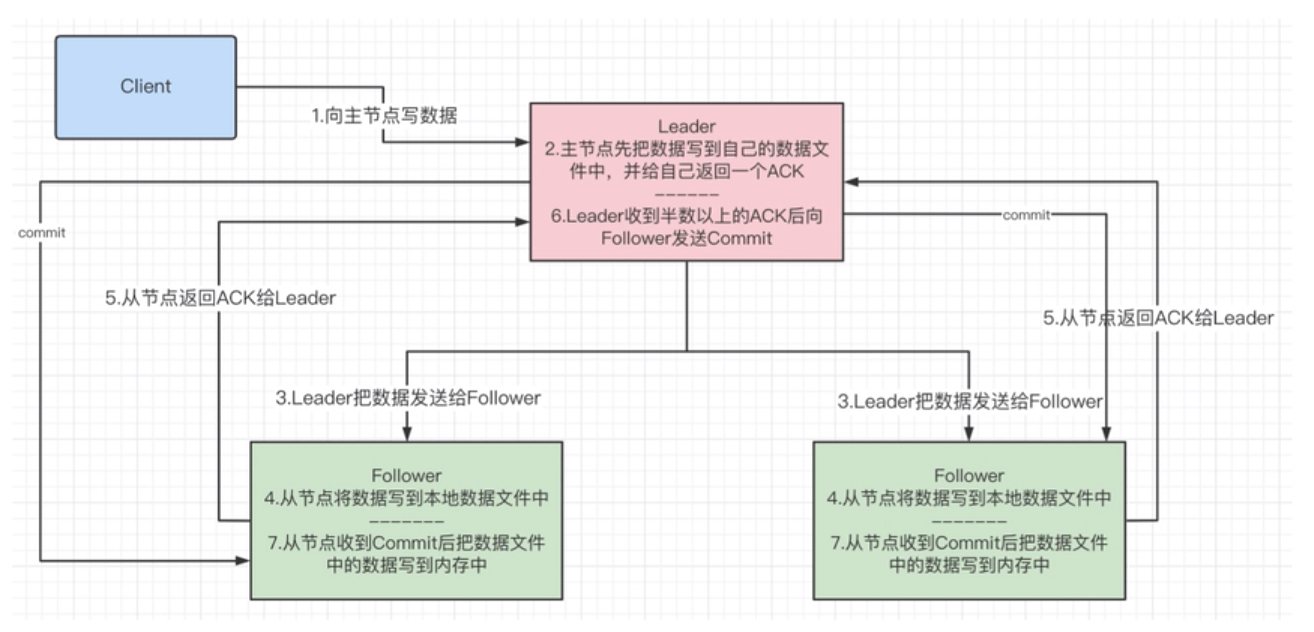 Client
1.向主节点写数据
Leader
2.主节点先把数据写到自己的数据文
件中，并给自己返回一个ACK
------
6.Leader收到半数以上的ACK后向
Follower发送Commit
commit
commit
5.从节点返回ACK给Leader
5.从节点返回ACK给Leader
3.Leader把数据发送给Follower
3.Leader把数据发送给Follower
Follower
4.从节点将数据写到本地数据文件中
-------
7.从节点收到Commit后把数据文件
中的数据写到内存中
Follower
4.从节点将数据写到本地数据文件中
-------
7.从节点收到Commit后把数据文件
中的数据写到内存中